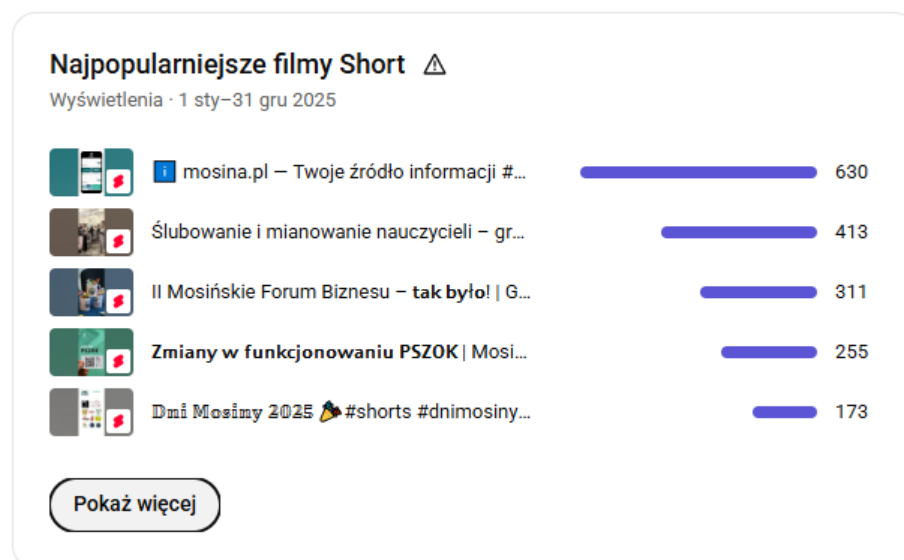 Najpopularniejsze filmy Short
Wyświetlenia · 1 sty–31 gru 2025
ℹ️ mosina.pl – Twoje źródło informacji #... 630
Ślubowanie i mianowanie nauczycieli – gr... 413
II Mosińskie Forum Biznesu – 𝘁𝗮𝗸 𝗯𝘆ł𝗼! | G... 311
𝗭𝗺𝗶𝗮𝗻𝘆 𝘄 𝗳𝘂𝗻𝗸𝗰𝗷𝗼𝗻𝗼𝘄𝗮𝗻𝗶𝘂 𝗣𝗦𝗭𝗢𝗞 | Mosi... 255
𝔻𝕟𝕚 𝕄𝕠𝕤𝕚𝕟𝕪 𝟚𝟘𝟚𝟝 🎉 #shorts #dnimosiny... 173
Pokaż więcej